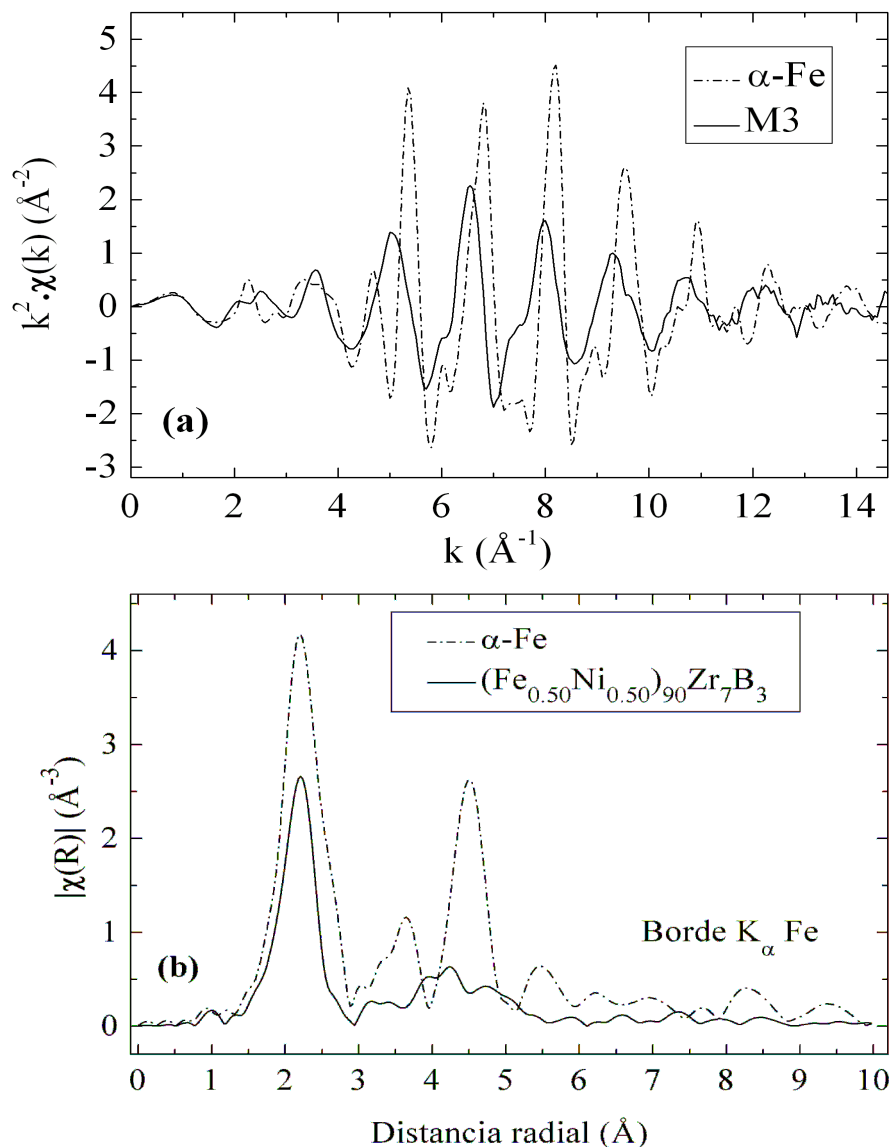 5
4
3
2
1
0
-1
-2
-3
k².χ(k) (Å⁻²)
α-Fe
M3
(a)
0 2 4 6 8 10 12 14
k (Å⁻¹)
4
3
2
1
0
|χ(R)| (Å⁻³)
α-Fe
(Fe₀.₅₀Ni₀.₅₀)₉₀Zr₇B₃
Borde Kα Fe
(b)
0 1 2 3 4 5 6 7 8 9 10
Distancia radial (Å)